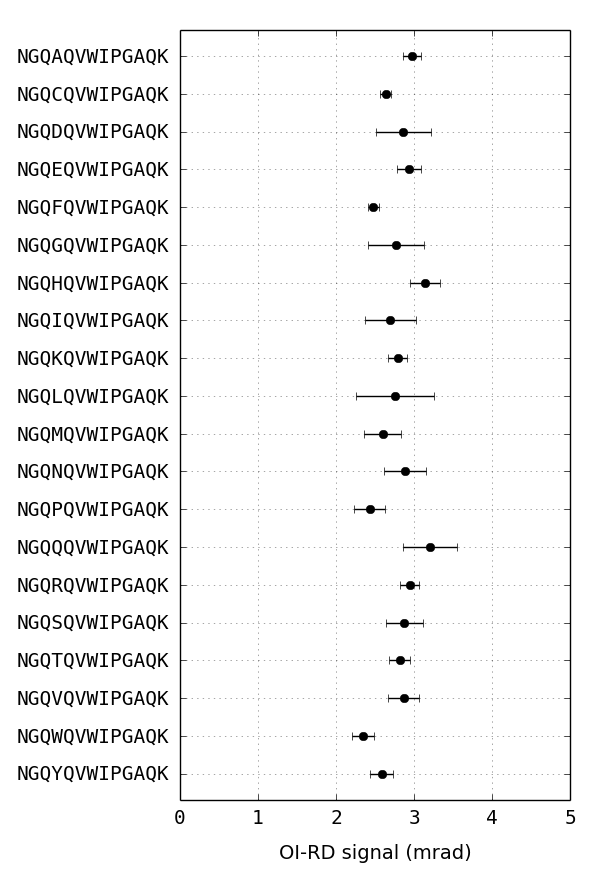 NGQAQVWIPGAQK
NGQCQVWIPGAQK
NGQDQVWIPGAQK
NGQEQVWIPGAQK
NGQFQVWIPGAQK
NGQGQVWIPGAQK
NGQHQVWIPGAQK
NGQIQVWIPGAQK
NGQKQVWIPGAQK
NGQLQVWIPGAQK
NGQMQVWIPGAQK
NGQNQVWIPGAQK
NGQPQVWIPGAQK
NGQQQVWIPGAQK
NGQRQVWIPGAQK
NGQSQVWIPGAQK
NGQTQVWIPGAQK
NGQVQVWIPGAQK
NGQWQVWIPGAQK
NGQYQVWIPGAQK
0 1 2 3 4 5
OI-RD signal (mrad)